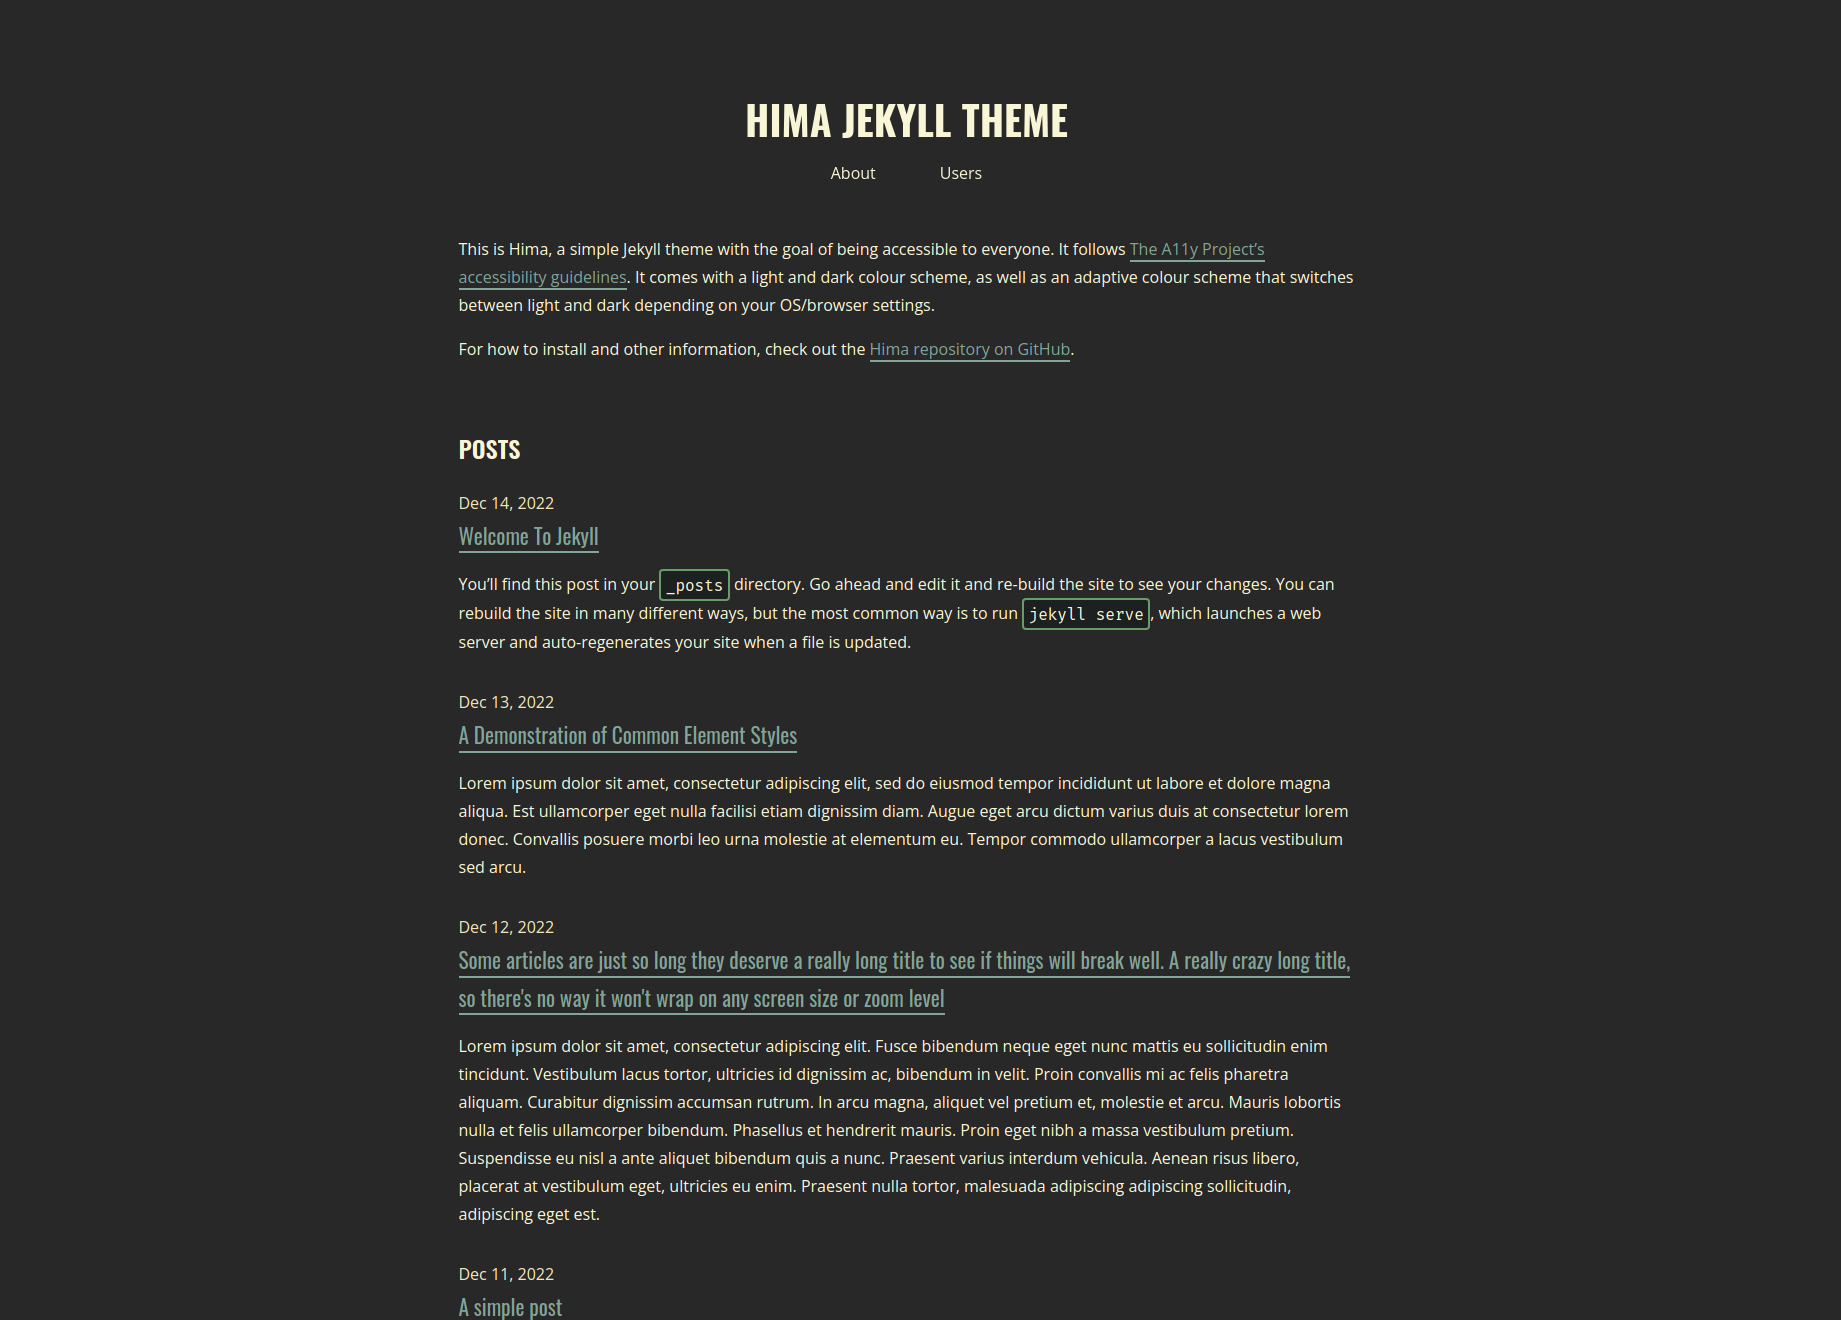 HIMA JEKYLL THEME
About Users
This is Hima, a simple Jekyll theme with the goal of being accessible to everyone. It follows The A11y Project’s
accessibility guidelines. It comes with a light and dark colour scheme, as well as an adaptive colour scheme that switches
between light and dark depending on your OS/browser settings.
For how to install and other information, check out the Hima repository on GitHub.
POSTS
Dec 14, 2022
Welcome To Jekyll
You’ll find this post in your _posts directory. Go ahead and edit it and re-build the site to see your changes. You can
rebuild the site in many different ways, but the most common way is to run jekyll serve, which launches a web
server and auto-regenerates your site when a file is updated.
Dec 13, 2022
A Demonstration of Common Element Styles
Lorem ipsum dolor sit amet, consectetur adipiscing elit, sed do eiusmod tempor incididunt ut labore et dolore magna
aliqua. Est ullamcorper eget nulla facilisi etiam dignissim diam. Augue eget arcu dictum varius duis at consectetur lorem
donec. Convallis posuere morbi leo urna molestie at elementum eu. Tempor commodo ullamcorper a lacus vestibulum
sed arcu.
Dec 12, 2022
Some articles are just so long they deserve a really long title to see if things will break well. A really crazy long title,
so there's no way it won't wrap on any screen size or zoom level
Lorem ipsum dolor sit amet, consectetur adipiscing elit. Fusce bibendum neque eget nunc mattis eu sollicitudin enim
tincidunt. Vestibulum lacus tortor, ultricies id dignissim ac, bibendum in velit. Proin convallis mi ac felis pharetra
aliquam. Curabitur dignissim accumsan rutrum. In arcu magna, aliquet vel pretium et, molestie et arcu. Mauris lobortis
nulla et felis ullamcorper bibendum. Phasellus et hendrerit mauris. Proin eget nibh a massa vestibulum pretium.
Suspendisse eu nisl a ante aliquet bibendum quis a nunc. Praesent varius interdum vehicula. Aenean risus libero,
placerat at vestibulum eget, ultricies eu enim. Praesent nulla tortor, malesuada adipiscing adipiscing sollicitudin,
adipiscing eget est.
Dec 11, 2022
A simple post